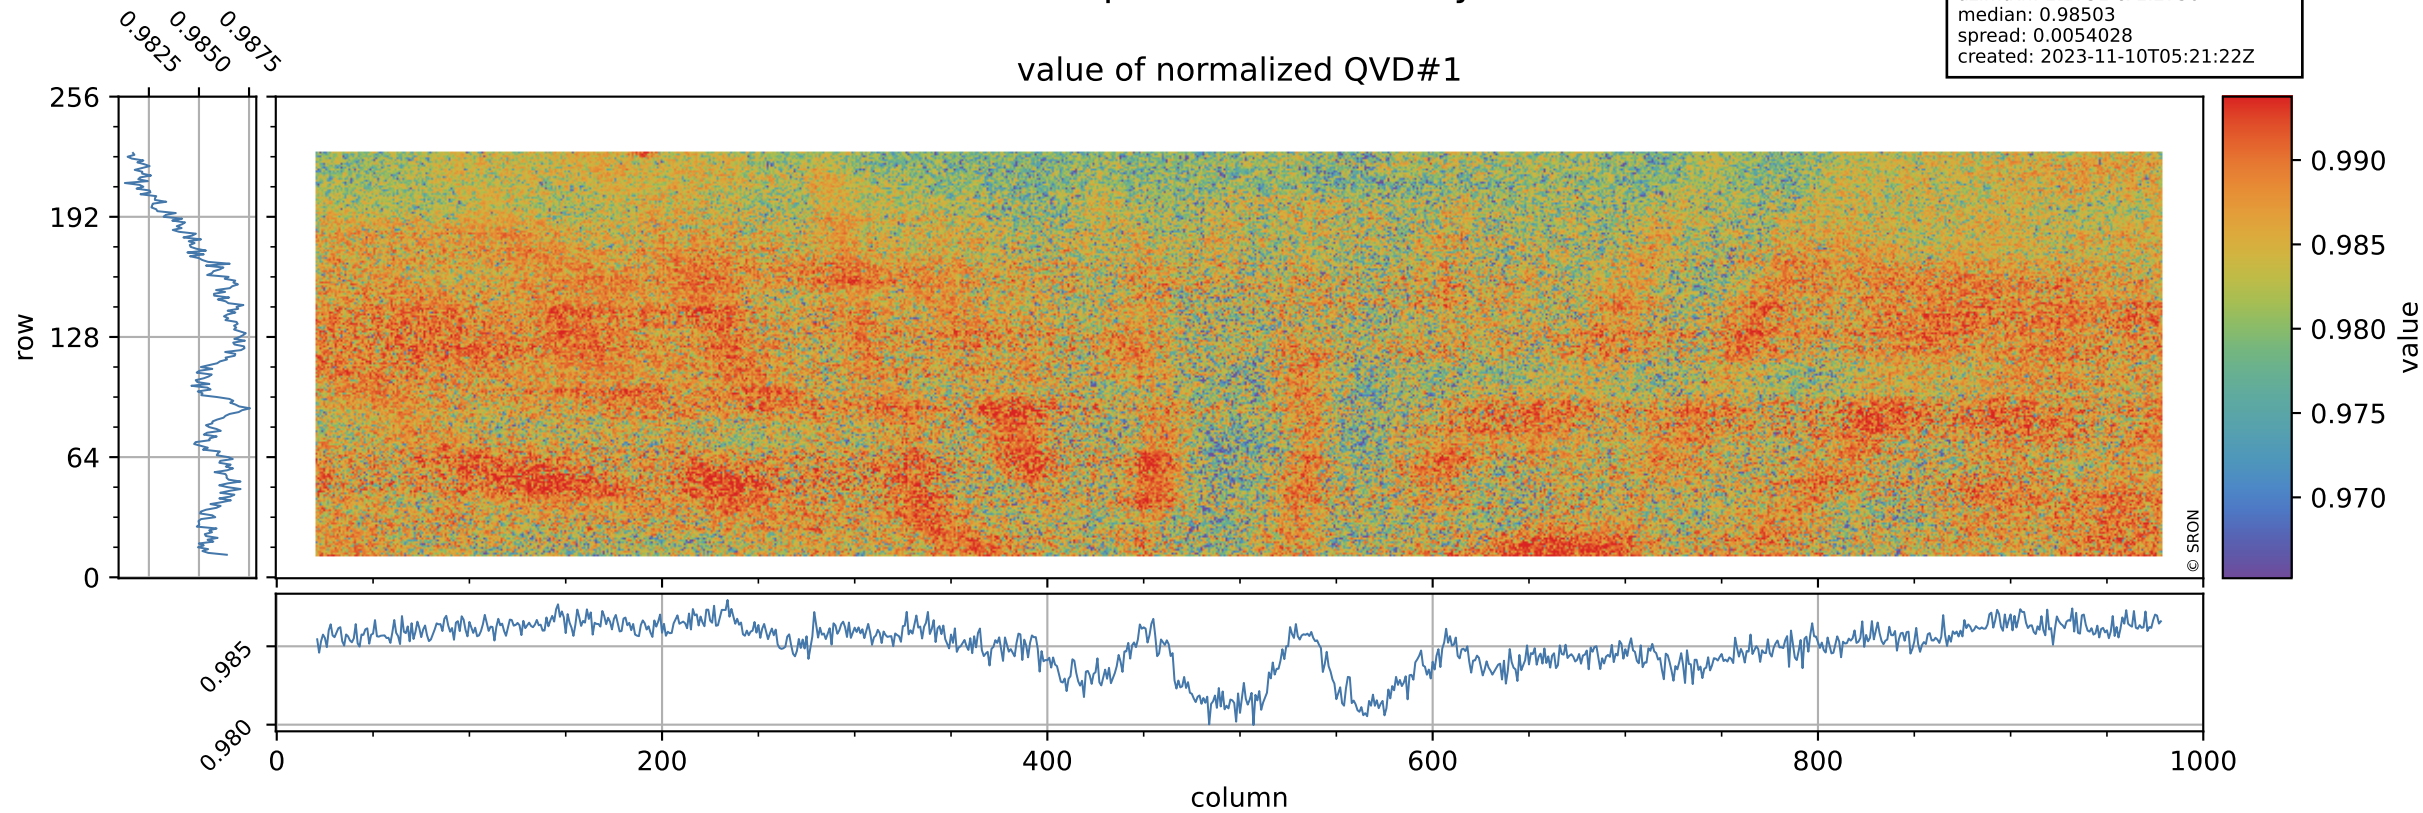 median: 0.98503
spread: 0.0054028
created: 2023-11-10T05:21:22Z
value of normalized QVD#1
0.9825 0.9850 0.9875
256
192
128
64
0
row
© SRON
0.990
0.985
0.980
0.975
0.970
value
0.985
0.980
0 200 400 600 800 1000
column